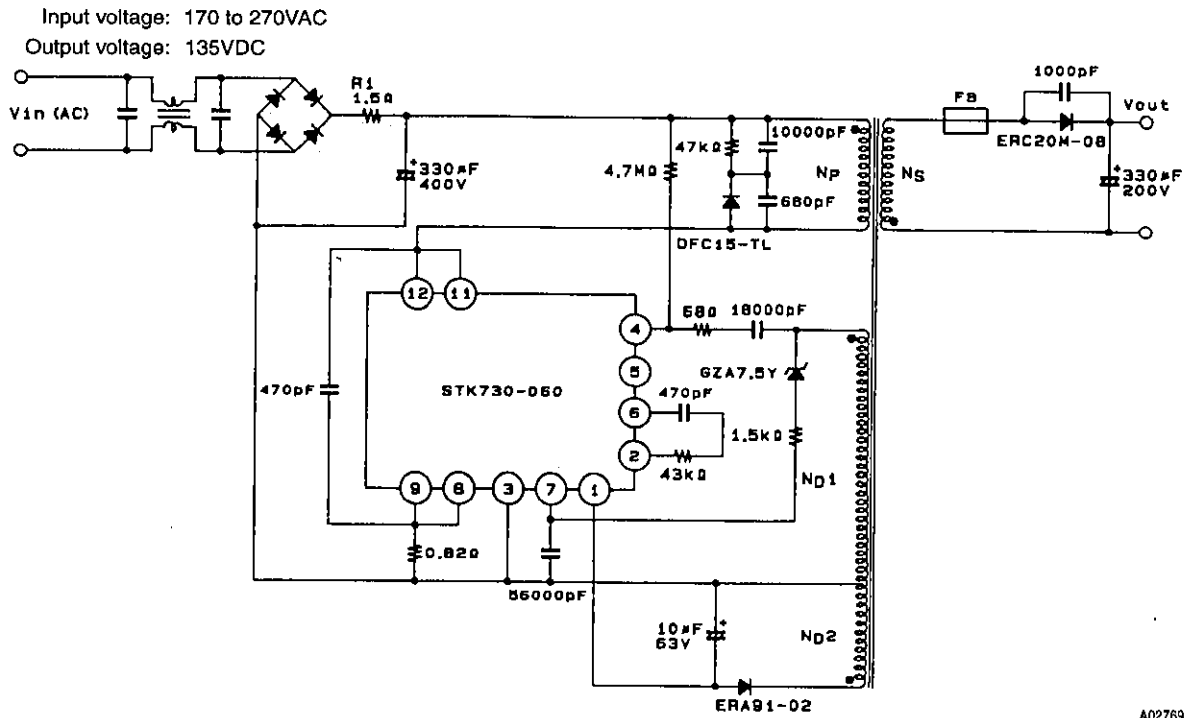 Input voltage: 170 to 270VAC
Output voltage: 135VDC
Vin (AC)
R1
1.5Ω
330μF
400V
4.7MΩ
47kΩ
10000pF
680pF
DFC15-TL
NP
NS
FB
1000pF
ERC20M-08
Vout
330μF
200V
12
11
4
5
6
2
9
8
3
7
1
STK730-060
470pF
68Ω
18000pF
GZA7.5Y
470pF
1.5kΩ
43kΩ
ND1
0.82Ω
56000pF
10μF
63V
ND2
ERA91-02
A02769